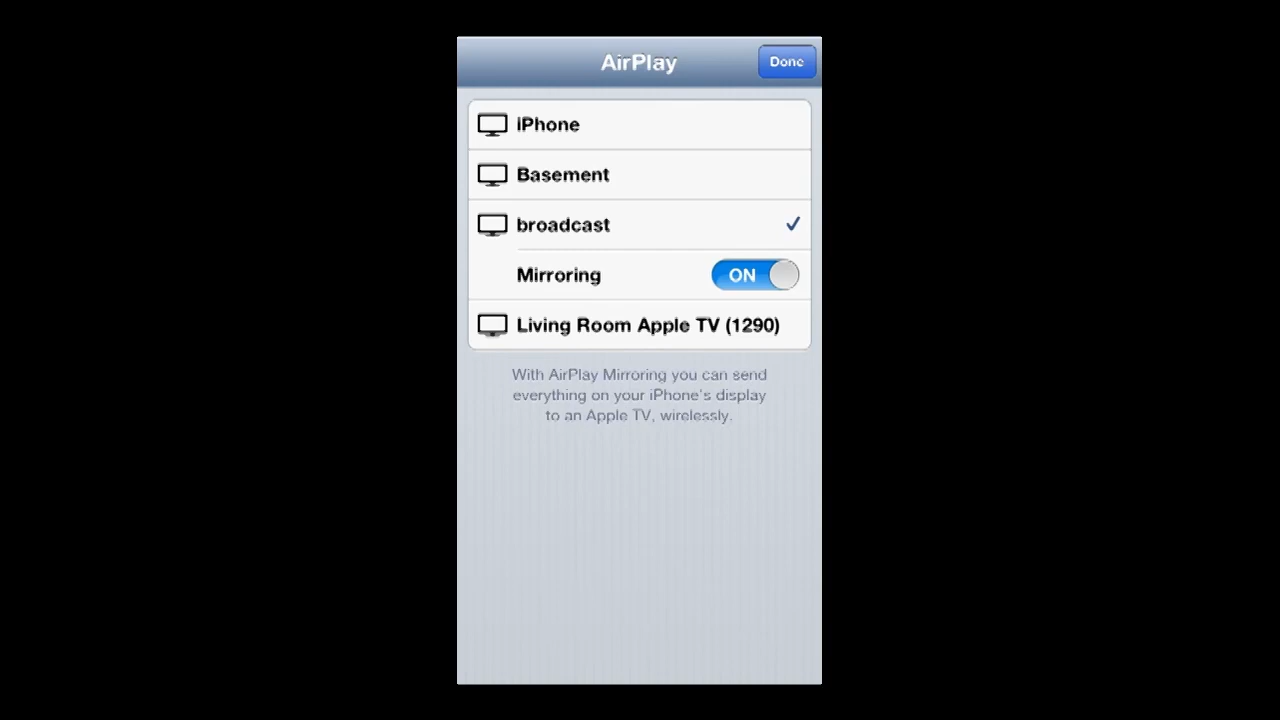 AirPlay
Done
iPhone
Basement
broadcast
Mirroring
ON
Living Room Apple TV (1290)
With AirPlay Mirroring you can send
everything on your iPhone's display
to an Apple TV, wirelessly.